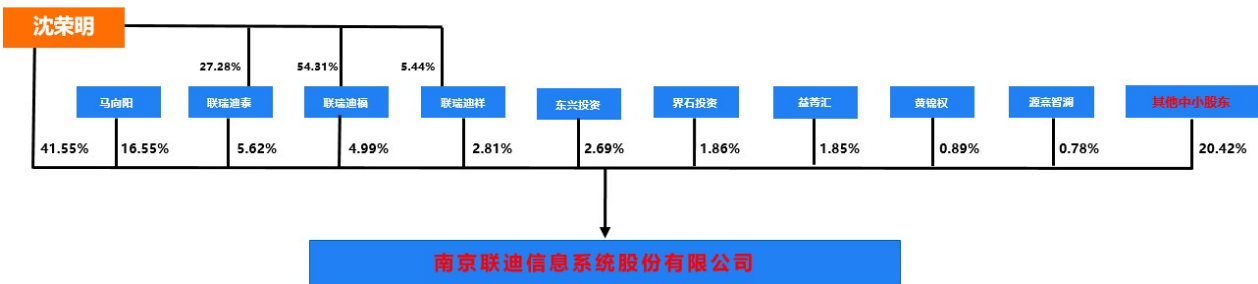 沈荣明
27.28%
54.31%
5.44%
马向阳
联瑞迪泰
联瑞迪福
联瑞迪祥
东兴投资
界石投资
益菁汇
黄锦权
源熹智澜
其他中小股东
41.55%
16.55%
5.62%
4.99%
2.81%
2.69%
1.86%
1.85%
0.89%
0.78%
20.42%
南京联迪信息系统股份有限公司